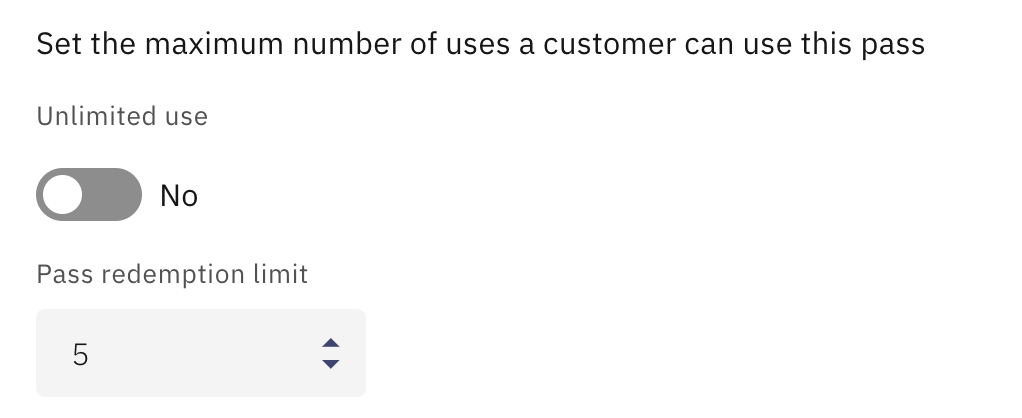 Set the maximum number of uses a customer can use this pass
Unlimited use
No
Pass redemption limit
5